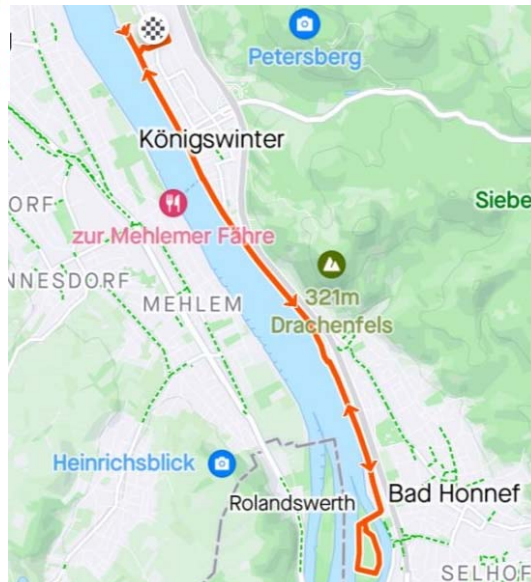 Petersberg
Königswinter
Siebe
ORF
zur Mehlemer Fähre
NNESDORF
321m
MEHLEM
Drachenfels
Heinrichsblick
Rolandswerth
Bad Honnef
SELHOF